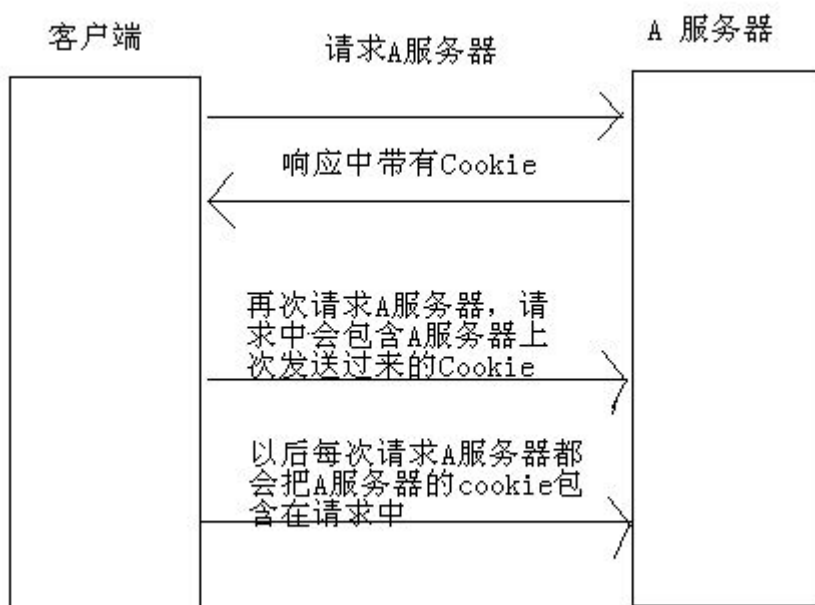 客户端
A 服务器
请求A服务器
响应中带有Cookie
再次请求A服务器，请
求中会包含A服务器上
次发送过来的Cookie
以后每次请求A服务器都
会把A服务器的cookie包
含在请求中